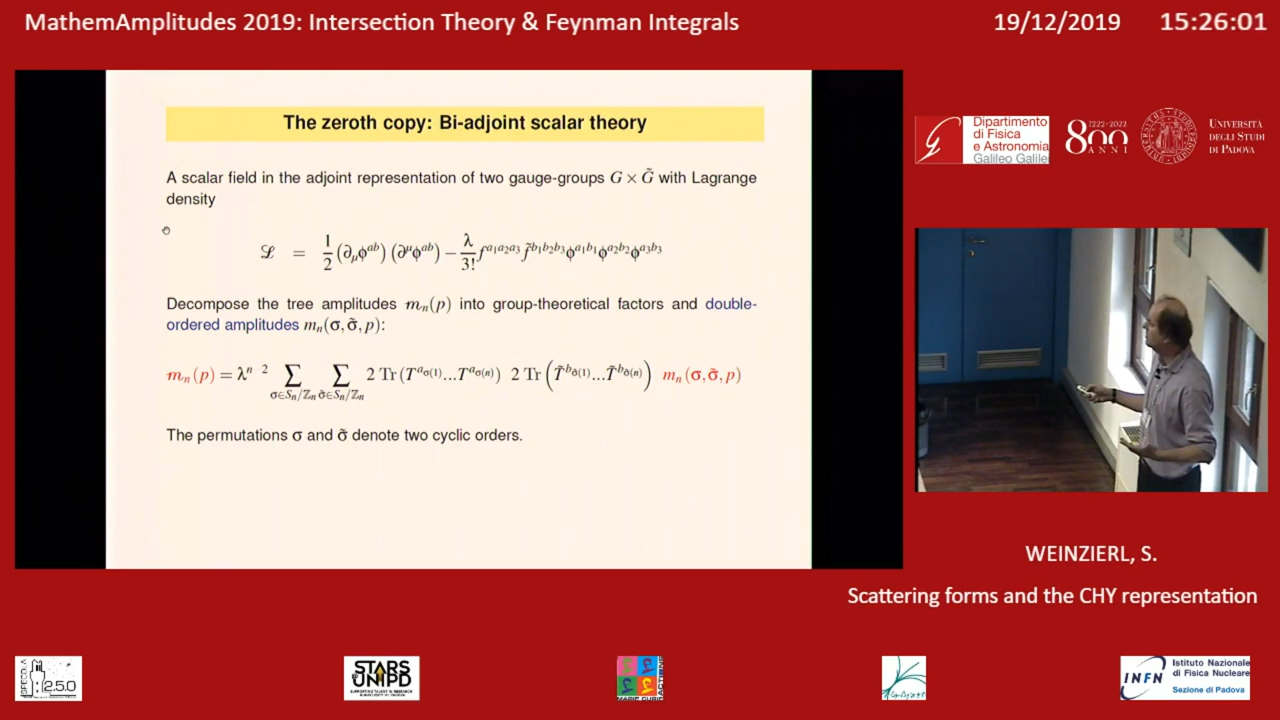 MathemAmplitudes 2019: Intersection Theory & Feynman Integrals
19/12/2019 15:26:01
The zeroth copy: Bi-adjoint scalar theory
A scalar field in the adjoint representation of two gauge-groups G × G̃ with Lagrange
density
ℒ = 1/2 (∂_μ ϕ^{ab}) (∂^μ ϕ^{ab}) − λ/3! f^{a₁a₂a₃} f̃^{b₁b₂b₃} ϕ^{a₁b₁} ϕ^{a₂b₂} ϕ^{a₃b₃}
Decompose the tree amplitudes m_n(p) into group-theoretical factors and double-
ordered amplitudes m_n(σ, σ̃, p):
m_n(p) = λ^{n 2} ∑_{σ∈S_n/ℤ_n} ∑_{σ̃∈S_n/ℤ_n} 2 Tr (T^{a_{σ(1)}}...T^{a_{σ(n)}}) 2 Tr (T̃^{b_{σ̃(1)}}...T̃^{b_{σ̃(n)}}) m_n(σ, σ̃, p)
The permutations σ and σ̃ denote two cyclic orders.
Dipartimento
di Fisica
e Astronomia
Galileo Galile
1222-2022
800
ANNI
UNIVERSITÀ
DEGLI STUDI
DI PADOVA
WEINZIERL, S.
Scattering forms and the CHY representation
SPECOLA
250
STARS
UNIPD
INFN
Istituto Nazionale
di Fisica Nucleare
Sezione di Padova